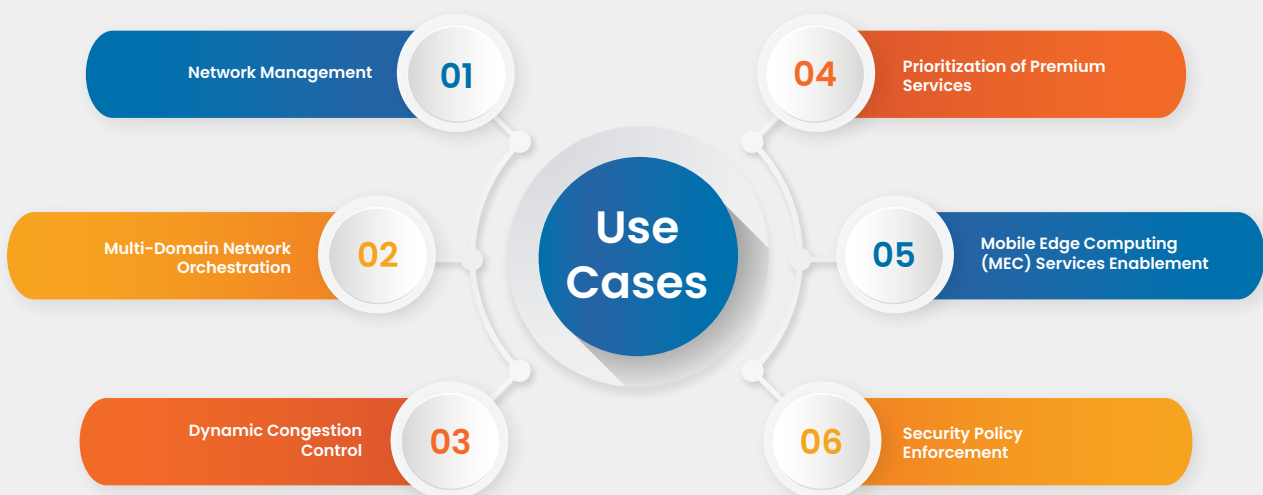 Use
Cases
01
Network Management
02
Multi-Domain Network
Orchestration
03
Dynamic Congestion
Control
04
Prioritization of Premium
Services
05
Mobile Edge Computing
(MEC) Services Enablement
06
Security Policy
Enforcement